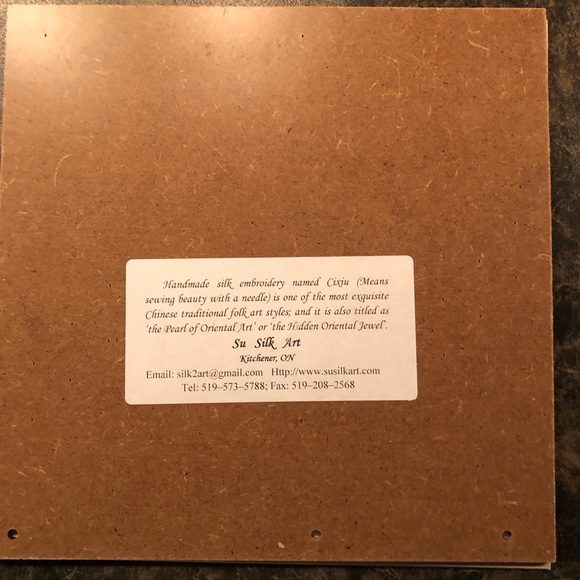 Handmade silk embroidery named Cixiu (Means
sewing beauty with a needle) is one of the most exquisite
Chinese traditional folk art styles; and it is also titled as
'the Pearl of Oriental Art' or 'the Hidden Oriental Jewel'.
Su Silk Art
Kitchener, ON
Email: silk2art@gmail.com Http://www.susilkart.com
Tel: 519–573–5788; Fax: 519–208–2568